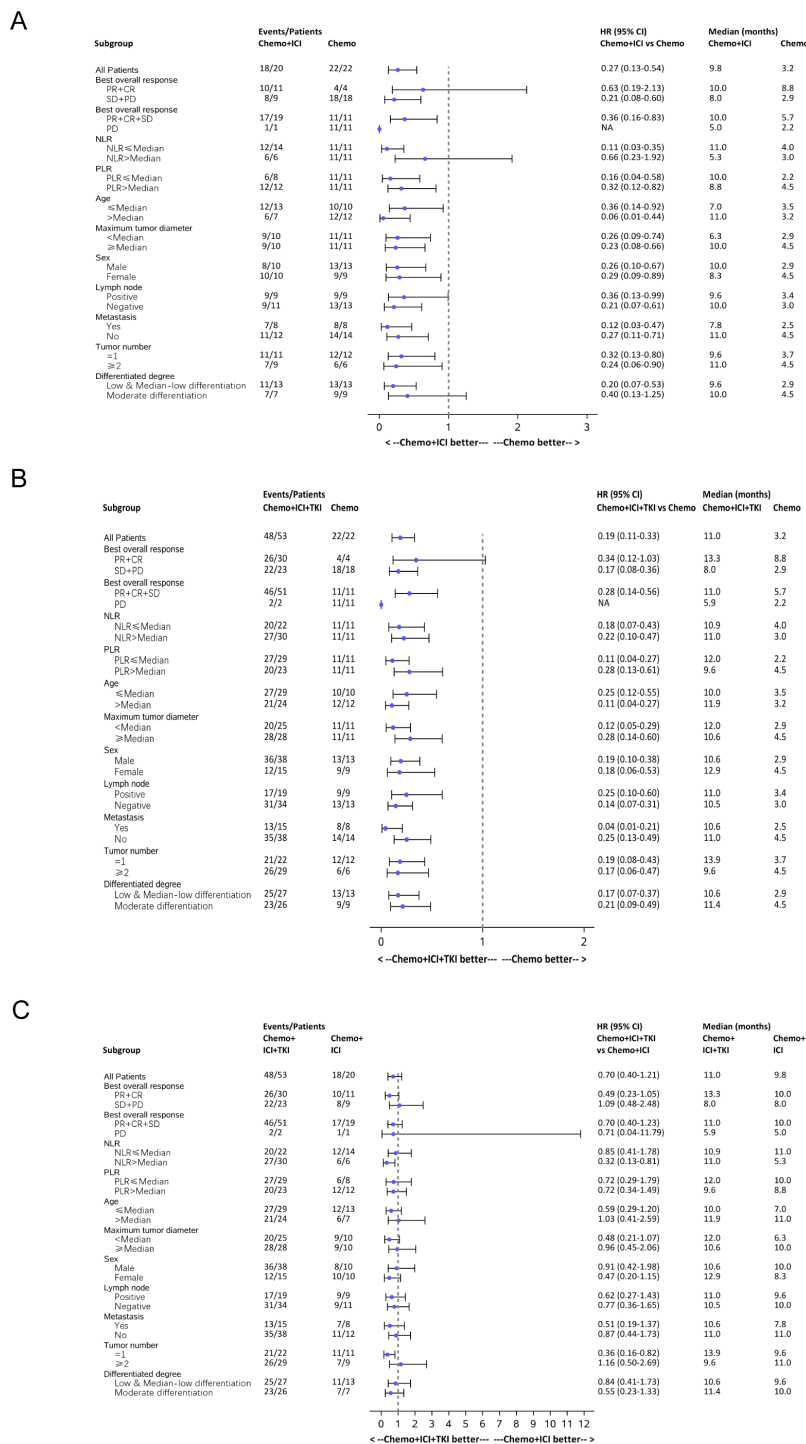 A
Events/Patients HR (95% CI) Median (months)
Subgroup Chemo+ICI Chemo Chemo+ICI vs Chemo Chemo+ICI Chemo
All Patients 18/20 22/22 0.27 (0.13-0.54) 9.8 3.2
Best overall response
PR+CR 10/11 4/4 0.63 (0.19-2.13) 10.0 8.8
SD+PD 8/9 18/18 0.21 (0.08-0.60) 8.0 2.9
Best overall response
PR+CR+SD 17/19 11/11 0.36 (0.16-0.83) 10.0 5.7
PD 1/1 11/11 NA 5.0 2.2
NLR
NLR≤Median 12/14 11/11 0.11 (0.03-0.35) 11.0 4.0
NLR>Median 6/6 11/11 0.66 (0.23-1.92) 5.3 3.0
PLR
PLR≤Median 6/8 11/11 0.16 (0.04-0.58) 10.0 2.2
PLR>Median 12/12 11/11 0.32 (0.12-0.82) 8.8 4.5
Age
≤Median 12/13 10/10 0.36 (0.14-0.92) 7.0 3.5
>Median 6/7 12/12 0.06 (0.01-0.44) 11.0 3.2
Maximum tumor diameter
<Median 9/10 11/11 0.26 (0.09-0.74) 6.3 2.9
≥Median 9/10 11/11 0.23 (0.08-0.66) 10.0 4.5
Sex
Male 8/10 13/13 0.26 (0.10-0.67) 10.0 2.9
Female 10/10 9/9 0.29 (0.09-0.89) 8.3 4.5
Lymph node
Positive 9/9 9/9 0.36 (0.13-0.99) 9.6 3.4
Negative 9/11 13/13 0.21 (0.07-0.61) 10.0 3.0
Metastasis
Yes 7/8 8/8 0.12 (0.03-0.47) 7.8 2.5
No 11/12 14/14 0.27 (0.11-0.71) 11.0 4.5
Tumor number
=1 11/11 12/12 0.32 (0.13-0.80) 9.6 3.7
≥2 7/9 6/6 0.24 (0.06-0.90) 11.0 4.5
Differentiated degree
Low & Median-low differentiation 11/13 13/13 0.20 (0.07-0.53) 9.6 2.9
Moderate differentiation 7/7 9/9 0.40 (0.13-1.25) 10.0 4.5
0 1 2 3
< --Chemo+ICI better--- ---Chemo better-- >
B
Events/Patients HR (95% CI) Median (months)
Subgroup Chemo+ICI+TKI Chemo Chemo+ICI+TKI vs Chemo Chemo+ICI+TKI Chemo
All Patients 48/53 22/22 0.19 (0.11-0.33) 11.0 3.2
Best overall response
PR+CR 26/30 4/4 0.34 (0.12-1.03) 13.3 8.8
SD+PD 22/23 18/18 0.17 (0.08-0.36) 8.0 2.9
Best overall response
PR+CR+SD 46/51 11/11 0.28 (0.14-0.56) 11.0 5.7
PD 2/2 11/11 NA 5.9 2.2
NLR
NLR≤Median 20/22 11/11 0.18 (0.07-0.43) 10.9 4.0
NLR>Median 27/30 11/11 0.22 (0.10-0.47) 11.0 3.0
PLR
PLR≤Median 27/29 11/11 0.11 (0.04-0.27) 12.0 2.2
PLR>Median 20/23 11/11 0.28 (0.13-0.61) 9.6 4.5
Age
≤Median 27/29 10/10 0.25 (0.12-0.55) 10.0 3.5
>Median 21/24 12/12 0.11 (0.04-0.27) 11.9 3.2
Maximum tumor diameter
<Median 20/25 11/11 0.12 (0.05-0.29) 12.0 2.9
≥Median 28/28 11/11 0.28 (0.14-0.60) 10.6 4.5
Sex
Male 36/38 13/13 0.19 (0.10-0.38) 10.6 2.9
Female 12/15 9/9 0.18 (0.06-0.53) 12.9 4.5
Lymph node
Positive 17/19 9/9 0.25 (0.10-0.60) 11.0 3.4
Negative 31/34 13/13 0.14 (0.07-0.31) 10.5 3.0
Metastasis
Yes 13/15 8/8 0.04 (0.01-0.21) 10.6 2.5
No 35/38 14/14 0.25 (0.13-0.49) 11.0 4.5
Tumor number
=1 21/22 12/12 0.19 (0.08-0.43) 13.9 3.7
≥2 26/29 6/6 0.17 (0.06-0.47) 9.6 4.5
Differentiated degree
Low & Median-low differentiation 25/27 13/13 0.17 (0.07-0.37) 10.6 2.9
Moderate differentiation 23/26 9/9 0.21 (0.09-0.49) 11.4 4.5
0 1 2
< --Chemo+ICI+TKI better--- ---Chemo better-- >
C
Events/Patients HR (95% CI) Median (months)
Chemo+ Chemo+ Chemo+ICI+TKI Chemo+ Chemo+
Subgroup ICI+TKI ICI vs Chemo+ICI ICI+TKI ICI
All Patients 48/53 18/20 0.70 (0.40-1.21) 11.0 9.8
Best overall response
PR+CR 26/30 10/11 0.49 (0.23-1.05) 13.3 10.0
SD+PD 22/23 8/9 1.09 (0.48-2.48) 8.0 8.0
Best overall response
PR+CR+SD 46/51 17/19 0.70 (0.40-1.23) 11.0 10.0
PD 2/2 1/1 0.71 (0.04-11.79) 5.9 5.0
NLR
NLR≤Median 20/22 12/14 0.85 (0.41-1.78) 10.9 11.0
NLR>Median 27/30 6/6 0.32 (0.13-0.81) 11.0 5.3
PLR
PLR≤Median 27/29 6/8 0.72 (0.29-1.79) 12.0 10.0
PLR>Median 20/23 12/12 0.72 (0.34-1.49) 9.6 8.8
Age
≤Median 27/29 12/13 0.59 (0.29-1.20) 10.0 7.0
>Median 21/24 6/7 1.03 (0.41-2.59) 11.9 11.0
Maximum tumor diameter
<Median 20/25 9/10 0.48 (0.21-1.07) 12.0 6.3
≥Median 28/28 9/10 0.96 (0.45-2.06) 10.6 10.0
Sex
Male 36/38 8/10 0.91 (0.42-1.98) 10.6 10.0
Female 12/15 10/10 0.47 (0.20-1.15) 12.9 8.3
Lymph node
Positive 17/19 9/9 0.62 (0.27-1.43) 11.0 9.6
Negative 31/34 9/11 0.77 (0.36-1.65) 10.5 10.0
Metastasis
Yes 13/15 7/8 0.51 (0.19-1.37) 10.6 7.8
No 35/38 11/12 0.87 (0.44-1.73) 11.0 11.0
Tumor number
=1 21/22 11/11 0.36 (0.16-0.82) 13.9 9.6
≥2 26/29 7/9 1.16 (0.50-2.69) 9.6 11.0
Differentiated degree
Low & Median-low differentiation 25/27 11/13 0.84 (0.41-1.73) 10.6 9.6
Moderate differentiation 23/26 7/7 0.55 (0.23-1.33) 11.4 10.0
0 1 2 3 4 5 6 7 8 9 10 11 12
< --Chemo+ICI+TKI better--- ---Chemo+ICI better-- >